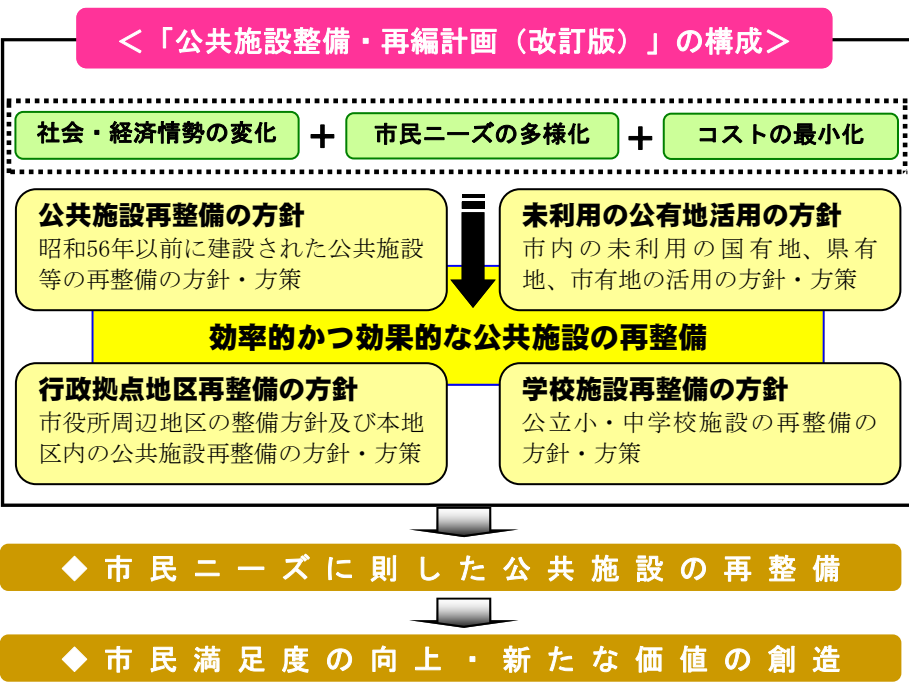 ＜「公共施設整備・再編計画（改訂版）」の構成＞
社会・経済情勢の変化 ＋ 市民ニーズの多様化 ＋ コストの最小化
公共施設再整備の方針
昭和56年以前に建設された公共施設
等の再整備の方針・方策
未利用の公有地活用の方針
市内の未利用の国有地、県有
地、市有地の活用の方針・方策
効率的かつ効果的な公共施設の再整備
行政拠点地区再整備の方針
市役所周辺地区の整備方針及び本地
区内の公共施設再整備の方針・方策
学校施設再整備の方針
公立小・中学校施設の再整備の
方針・方策
◆市民ニーズに則した公共施設の再整備
◆市民満足度の向上・新たな価値の創造